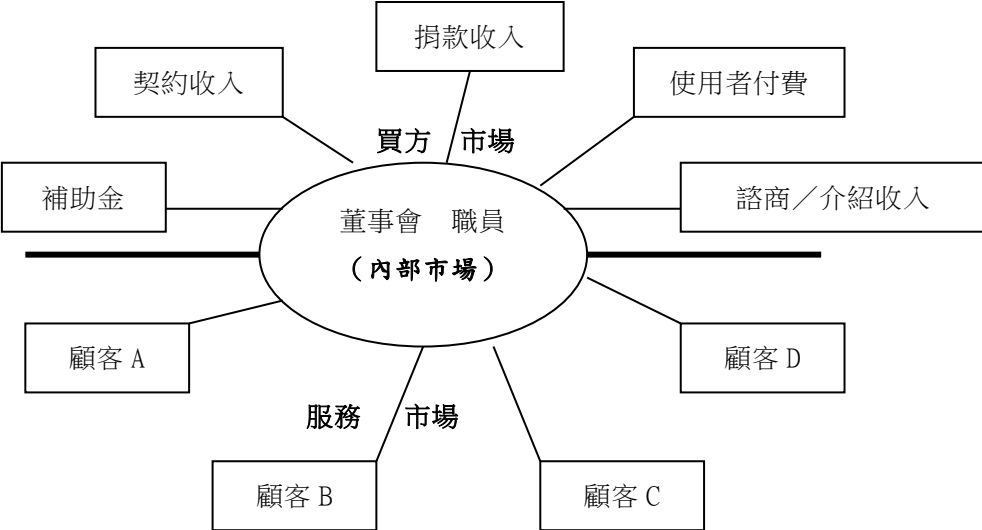 捐款收入
契約收入
使用者付費
買方 市場
補助金
諮商／介紹收入
董事會 職員
（內部市場）
顧客 A
顧客 D
服務 市場
顧客 B
顧客 C